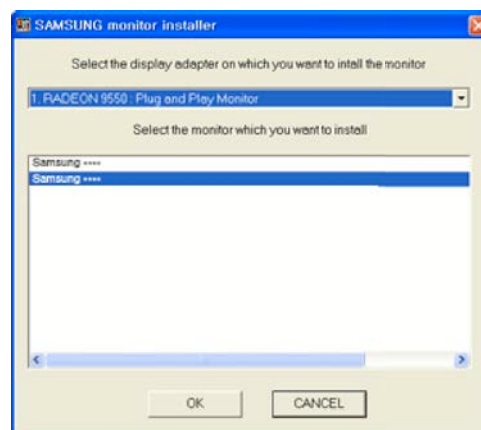 SAMSUNG monitor installer
Select the display adapter on which you want to intall the monitor
1. RADEON 9550 : Plug and Play Monitor
Select the monitor which you want to install
Samsung ****
Samsung ****
OK
CANCEL